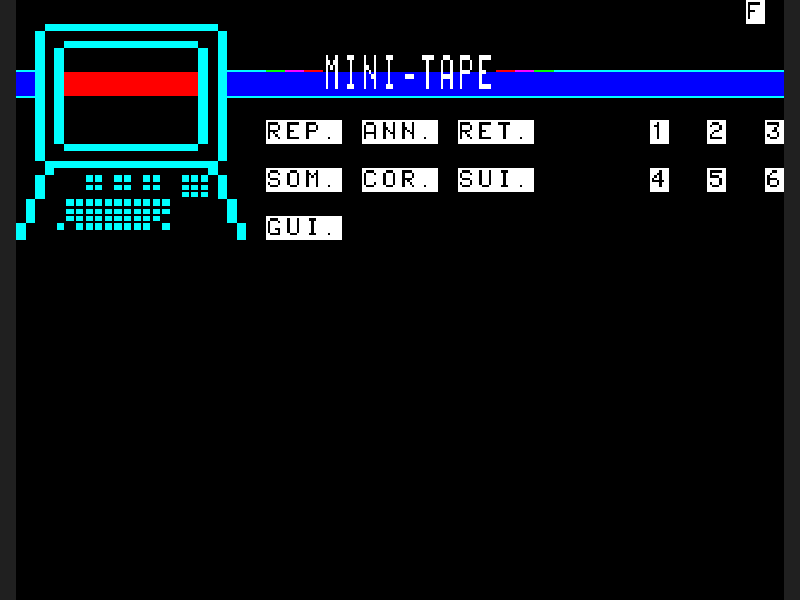 F
MINI-TAPE
REP. ANN. RET. 1 2 3
SOM. COR. SUI. 4 5 6
GUI.